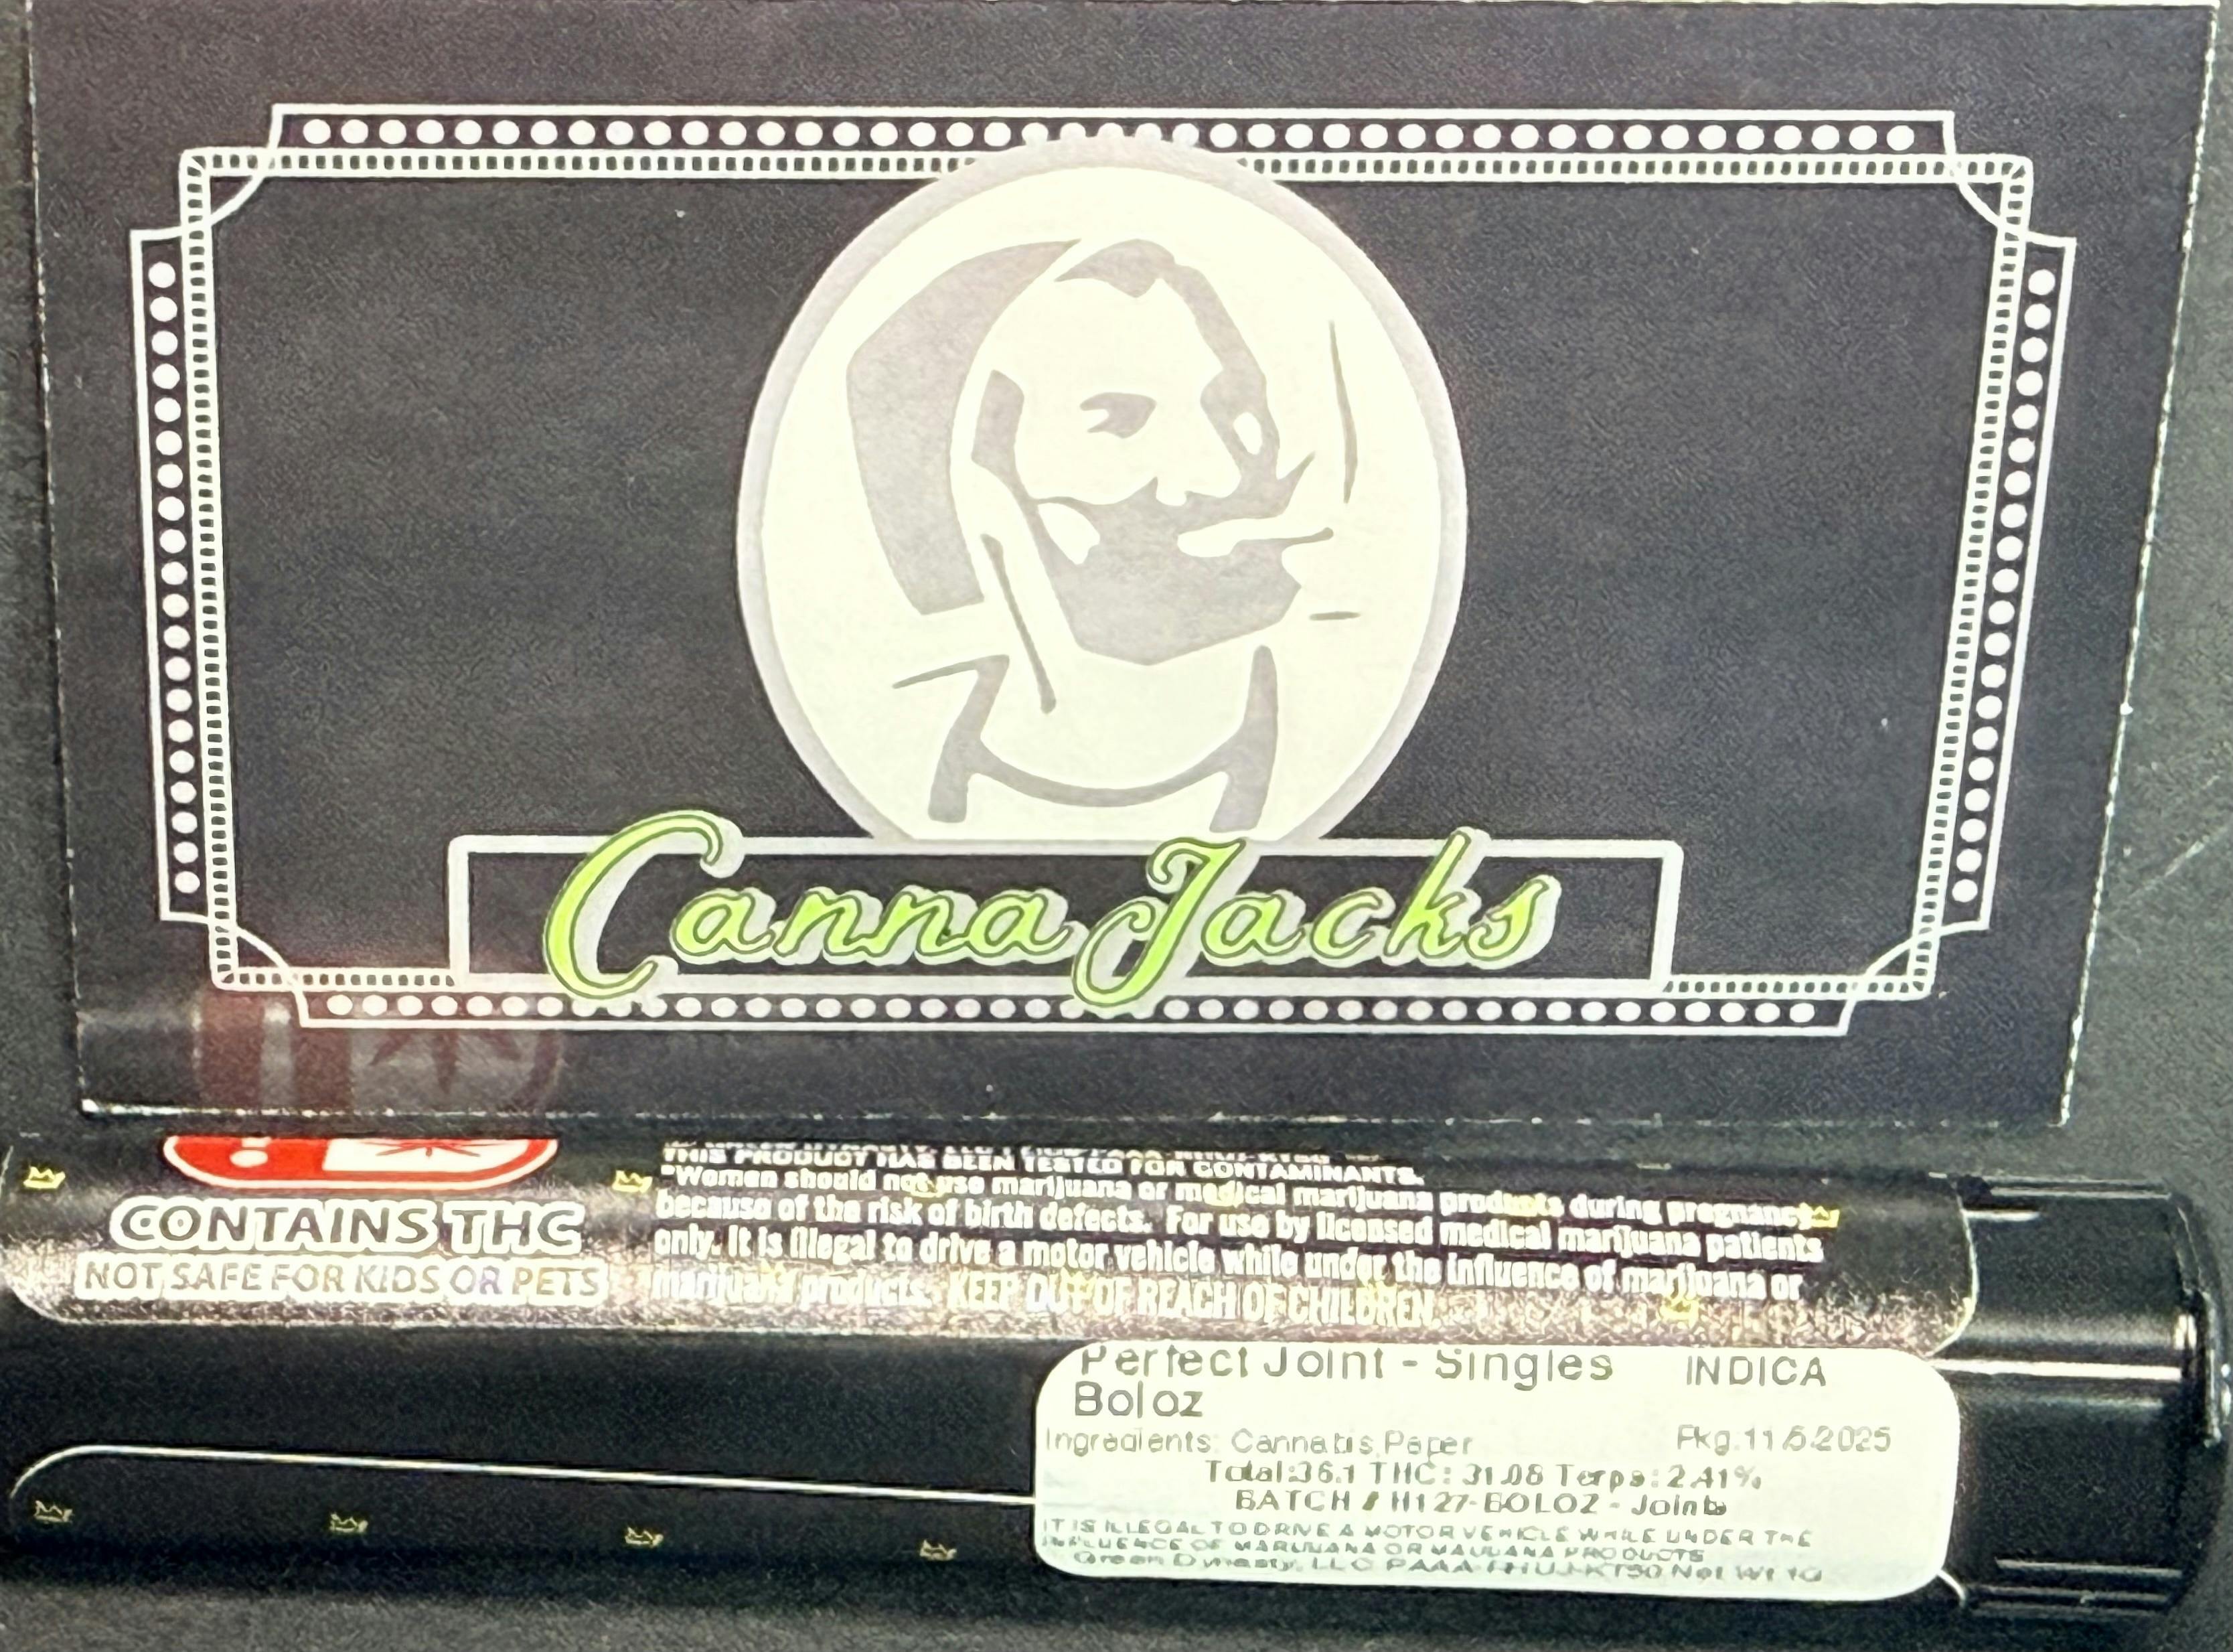 Canna Jacks
THIS PRODUCT HAS BEEN TESTED FOR CONTAMINANTS.
CONTAINS THC
NOT SAFE FOR KIDS OR PETS
"Women should not use marijuana or medical marijuana products during pregnancy
because of the risk of birth defects. For use by licensed medical marijuana patients
only. It is illegal to drive a motor vehicle while under the influence of marijuana or
marijuana products. KEEP OUT OF REACH OF CHILDREN.
Perfect Joint - Singles INDICA
Boloz
Ingredients: Cannabis, Paper Pkg:11/5/2025
Total:36.1 THC: 31.08 Terps: 2.41%
BATCH # H127-BOLOZ - Joints
IT IS ILLEGAL TO DRIVE A MOTOR VEHICLE WHILE UNDER THE
INFLUENCE OF MARIJUANA OR MARIJUANA PRODUCTS
Green Dynasty, LLC Net Wt 1G